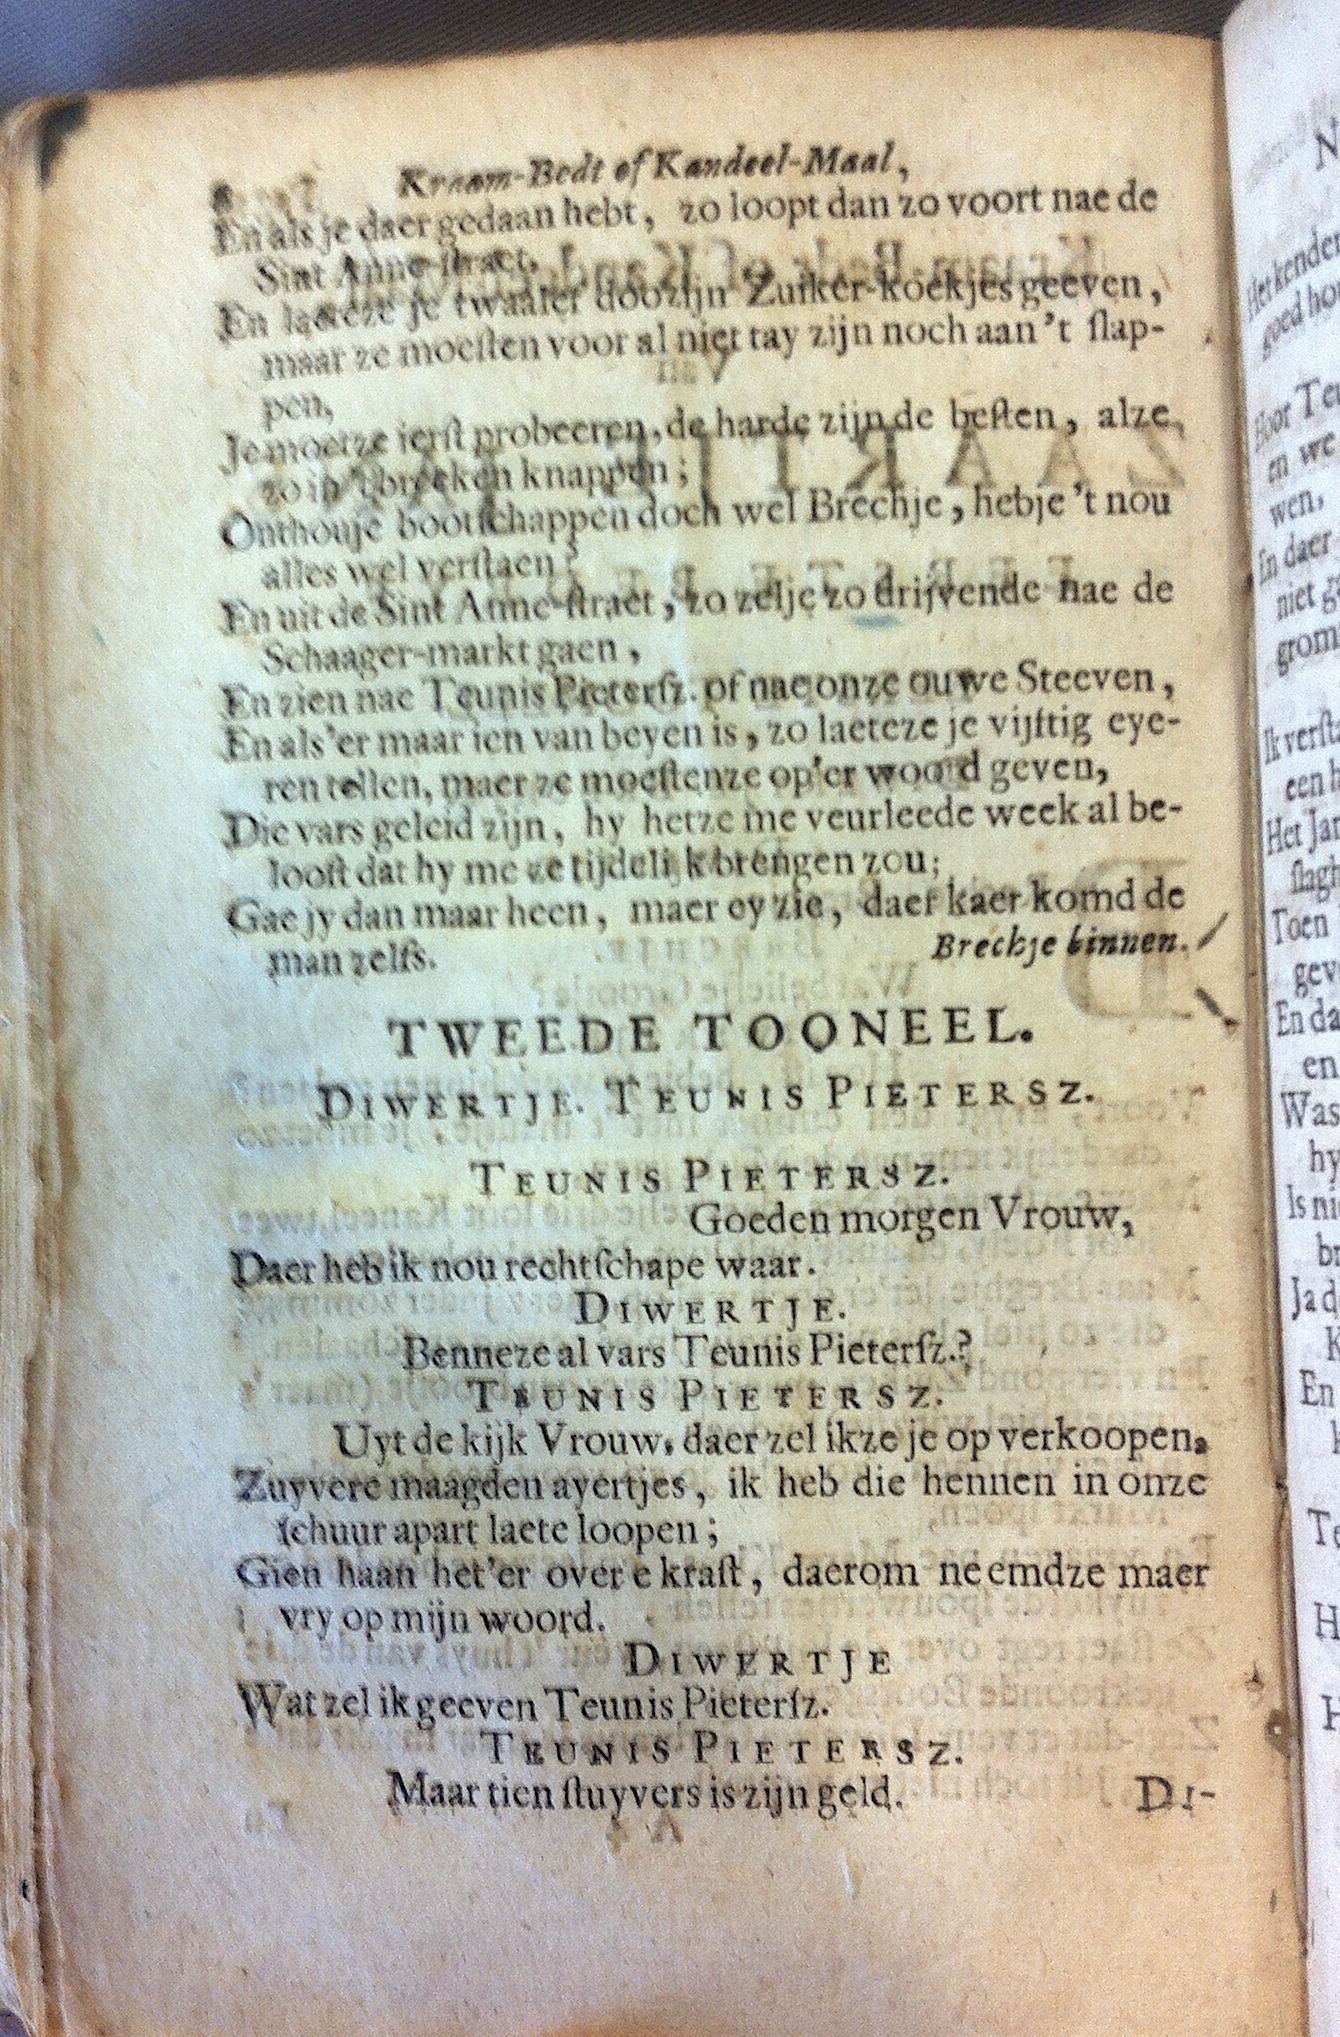 8 Kraam-Bedt of Kandeel-Maal,
En als je daer gedaan hebt, zo loopt dan zo voort nae de
Sint Anne-ſtraet.
En laeteze je twaalef doozijn Zuiker-koekjes geeven,
maar ze moeſten voor al niet tay zijn noch aan 't ſlap-
pen,
Je moetze ierſt probeeren, de harde zijn de beſten, alze
zo in 't breeken knappen;
Onthouje bootſchappen doch wel Brechje, hebje 't nou
alles wel verſtaen?
En uit de Sint Anne-ſtraet, zo zelje zo drijvende nae de
Schaager-markt gaen,
En zien nae Teunis Pieterſz. of nae onze ouwe Steeven,
En als'er maar ien van beyen is, zo laeteze je vijftig eye-
ren tellen, maer ze moeſtenze op'er woord geven,
Die vars geleid zijn, hy hetze me veurleede week al be-
looſt dat hy me ze tijdelijk brengen zou;
Gae jy dan maar heen, maer ey zie, daer kaer komd de
man zelfs. Brechje binnen.
TWEEDE TOONEEL.
DIWERTJE. TEUNIS PIETERSZ.
TEUNIS PIETERSZ.
Goeden morgen Vrouw,
Daer heb ik nou rechtſchape waar.
DIWERTJE.
Benneze al vars Teunis Pieterſz.?
TEUNIS PIETERSZ.
Uyt de kijk Vrouw, daer zel ikze je op verkoopen,
Zuyvere maagden ayertjes, ik heb die hennen in onze
ſchuur apart laete loopen;
Gien haan het'er over e kraſt, daerom neemdze maer
vry op mijn woord.
DIWERTJE
Wat zel ik geeven Teunis Pieterſz.
TEUNIS PIETERSZ.
Maar tien ſtuyvers is zijn geld. DI-